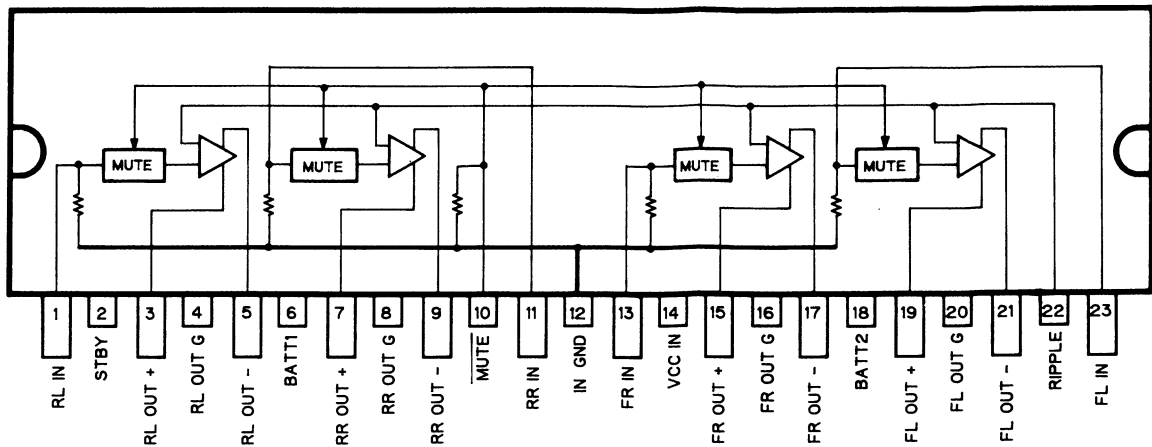 MUTE
MUTE
MUTE
MUTE
1 2 3 4 5 6 7 8 9 10 11 12 13 14 15 16 17 18 19 20 21 22 23
RL IN
STBY
RL OUT +
RL OUT G
RL OUT -
BATT1
RR OUT +
RR OUT G
RR OUT -
MUTE
RR IN
IN GND
FR IN
VCC IN
FR OUT +
FR OUT G
FR OUT -
BATT2
FL OUT +
FL OUT G
FL OUT -
RIPPLE
FL IN